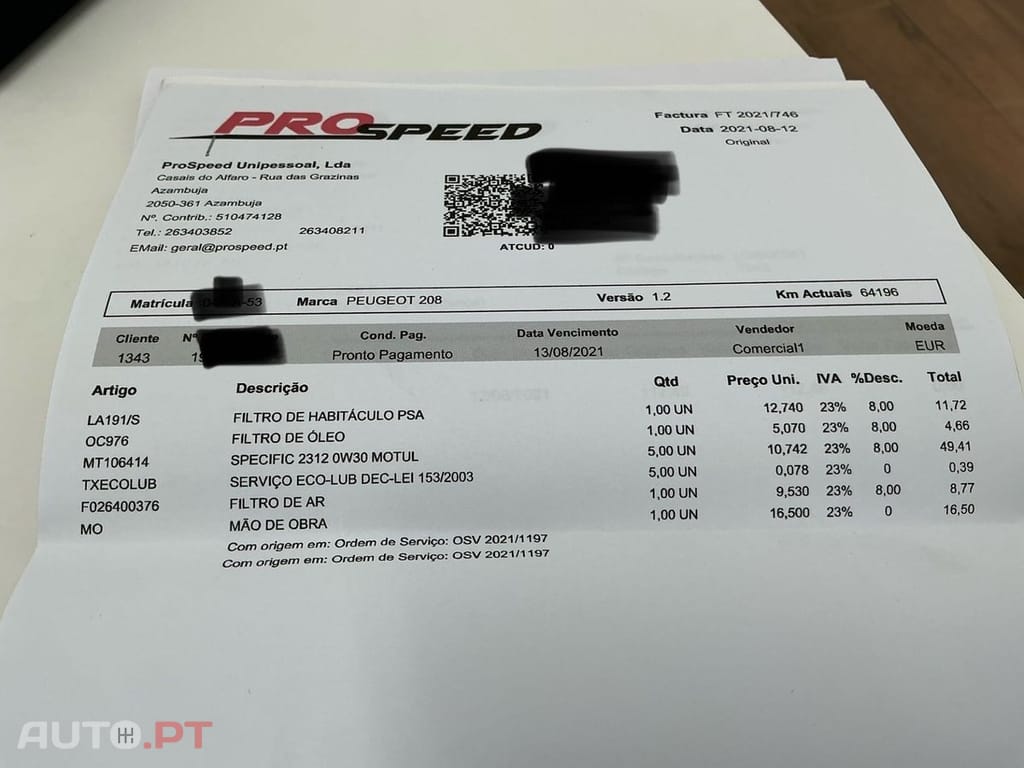 PROSPEED
Factura FT 2021/746
Data 2021-08-12
Original
ProSpeed Unipessoal, Lda
Casais do Alfaro - Rua das Grazinas
Azambuja
2050-361 Azambuja
Nº. Contrib.: 510474128
Tel.: 263403852 263408211
EMail: geral@prospeed.pt
ATCUD: 0
Matrícula -53 Marca PEUGEOT 208 Versão 1.2 Km Actuais 64196
Cliente Nº Cond. Pag. Data Vencimento Vendedor Moeda
1343 19 Pronto Pagamento 13/08/2021 Comercial1 EUR
Artigo Descrição Qtd Preço Uni. IVA %Desc. Total
LA191/S FILTRO DE HABITÁCULO PSA 1,00 UN 12,740 23% 8,00 11,72
OC976 FILTRO DE ÓLEO 1,00 UN 5,070 23% 8,00 4,66
MT106414 SPECIFIC 2312 0W30 MOTUL 5,00 UN 10,742 23% 8,00 49,41
TXECOLUB SERVIÇO ECO-LUB DEC-LEI 153/2003 5,00 UN 0,078 23% 0 0,39
F026400376 FILTRO DE AR 1,00 UN 9,530 23% 8,00 8,77
MO MÃO DE OBRA 1,00 UN 16,500 23% 0 16,50
Com origem em: Ordem de Serviço: OSV 2021/1197
Com origem em: Ordem de Serviço: OSV 2021/1197
AUTO.PT